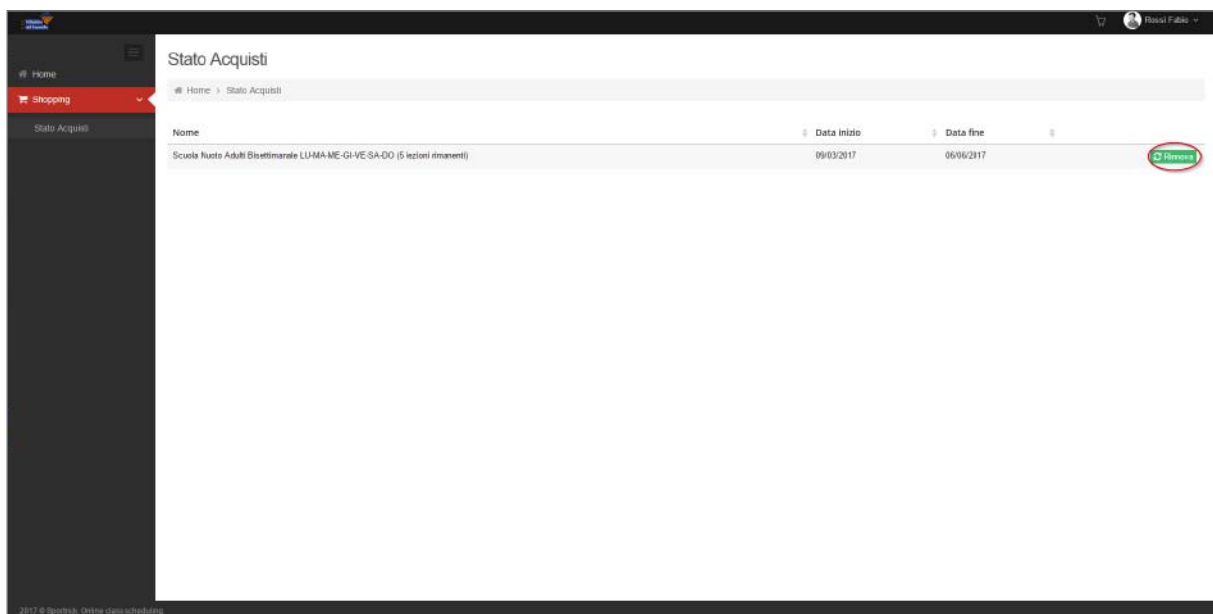 Rossi Fabio
Stato Acquisti
Home
Home > Stato Acquisti
Shopping
Stato Acquisti
Nome Data inizio Data fine
Scuola Nuoto Adulti Bisettimanale LU-MA-ME-GI-VE-SA-DO (5 lezioni rimanenti) 09/03/2017 06/06/2017
Rinnova
2017 © Sportrick. Online class scheduling